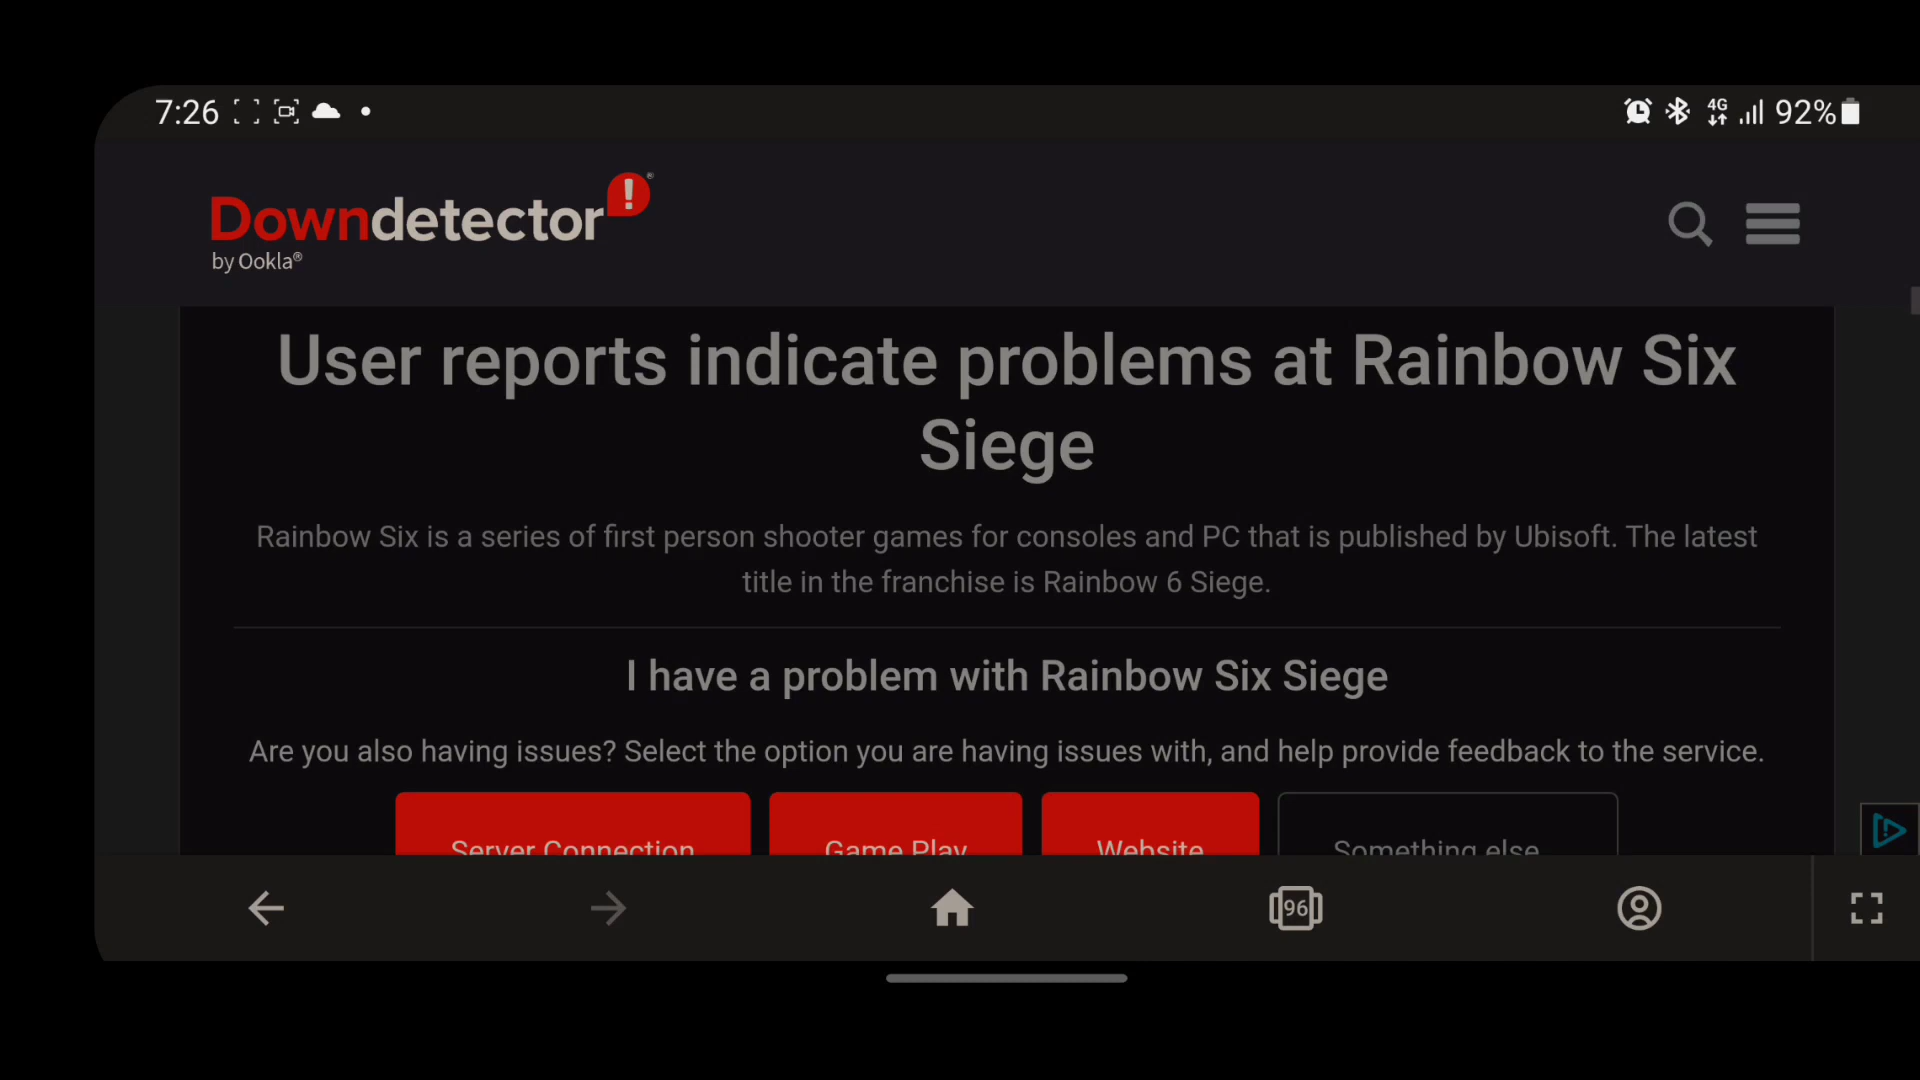 7:26 4G 92%
Downdetector!®
by Ookla®
User reports indicate problems at Rainbow Six
Siege
Rainbow Six is a series of first person shooter games for consoles and PC that is published by Ubisoft. The latest
title in the franchise is Rainbow 6 Siege.
I have a problem with Rainbow Six Siege
Are you also having issues? Select the option you are having issues with, and help provide feedback to the service.
Server Connection Game Play Website Something else
96